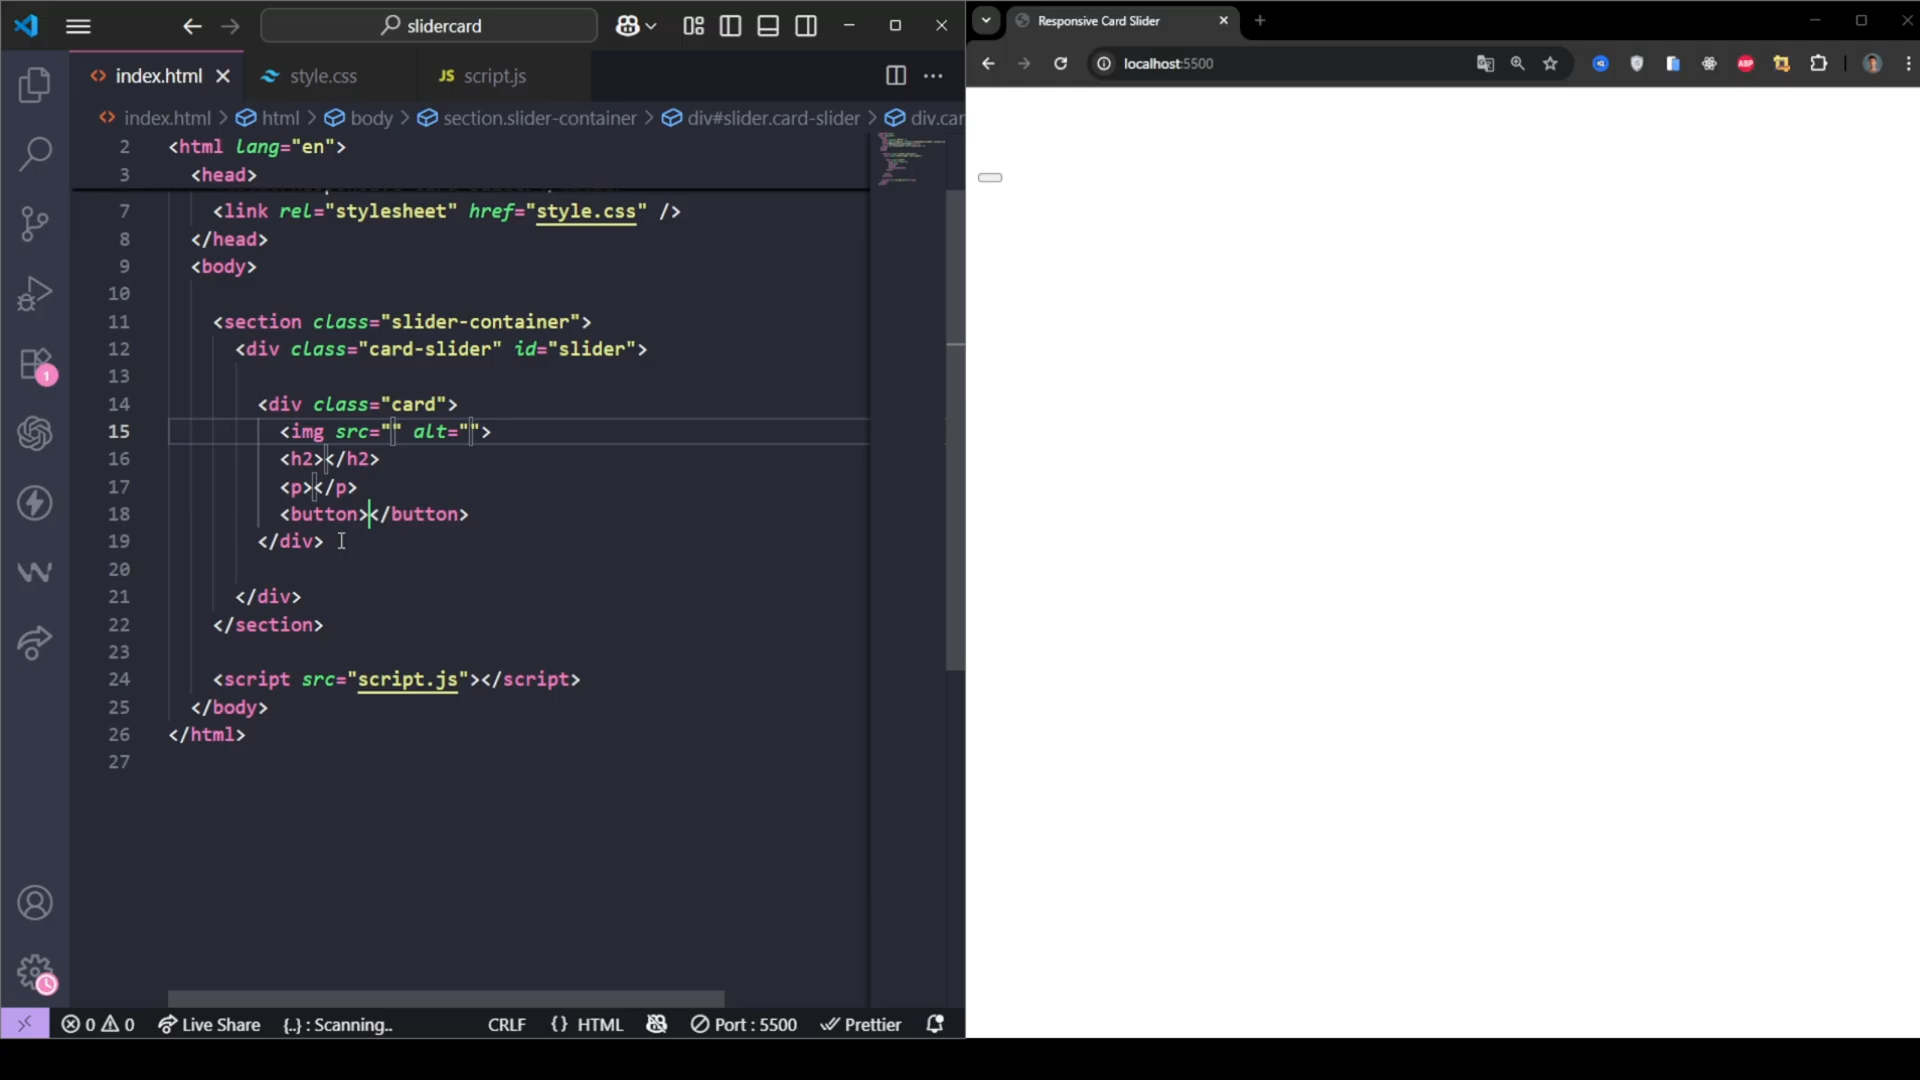 slidercard
Responsive Card Slider
index.html
style.css
JS script.js
localhost:5500
ABP
index.html > html > body > section.slider-container > div#slider.card-slider > div.car
2 <html lang="en">
3 <head>
7 <link rel="stylesheet" href="style.css" />
8 </head>
9 <body>
10
11 <section class="slider-container">
12 <div class="card-slider" id="slider">
13
14 <div class="card">
15 <img src="" alt="">
16 <h2></h2>
17 <p></p>
18 <button></button>
19 </div>
20
21 </div>
22 </section>
23
24 <script src="script.js"></script>
25 </body>
26 </html>
27
1
0 0 Live Share {..} : Scanning.. CRLF {} HTML Port : 5500 Prettier